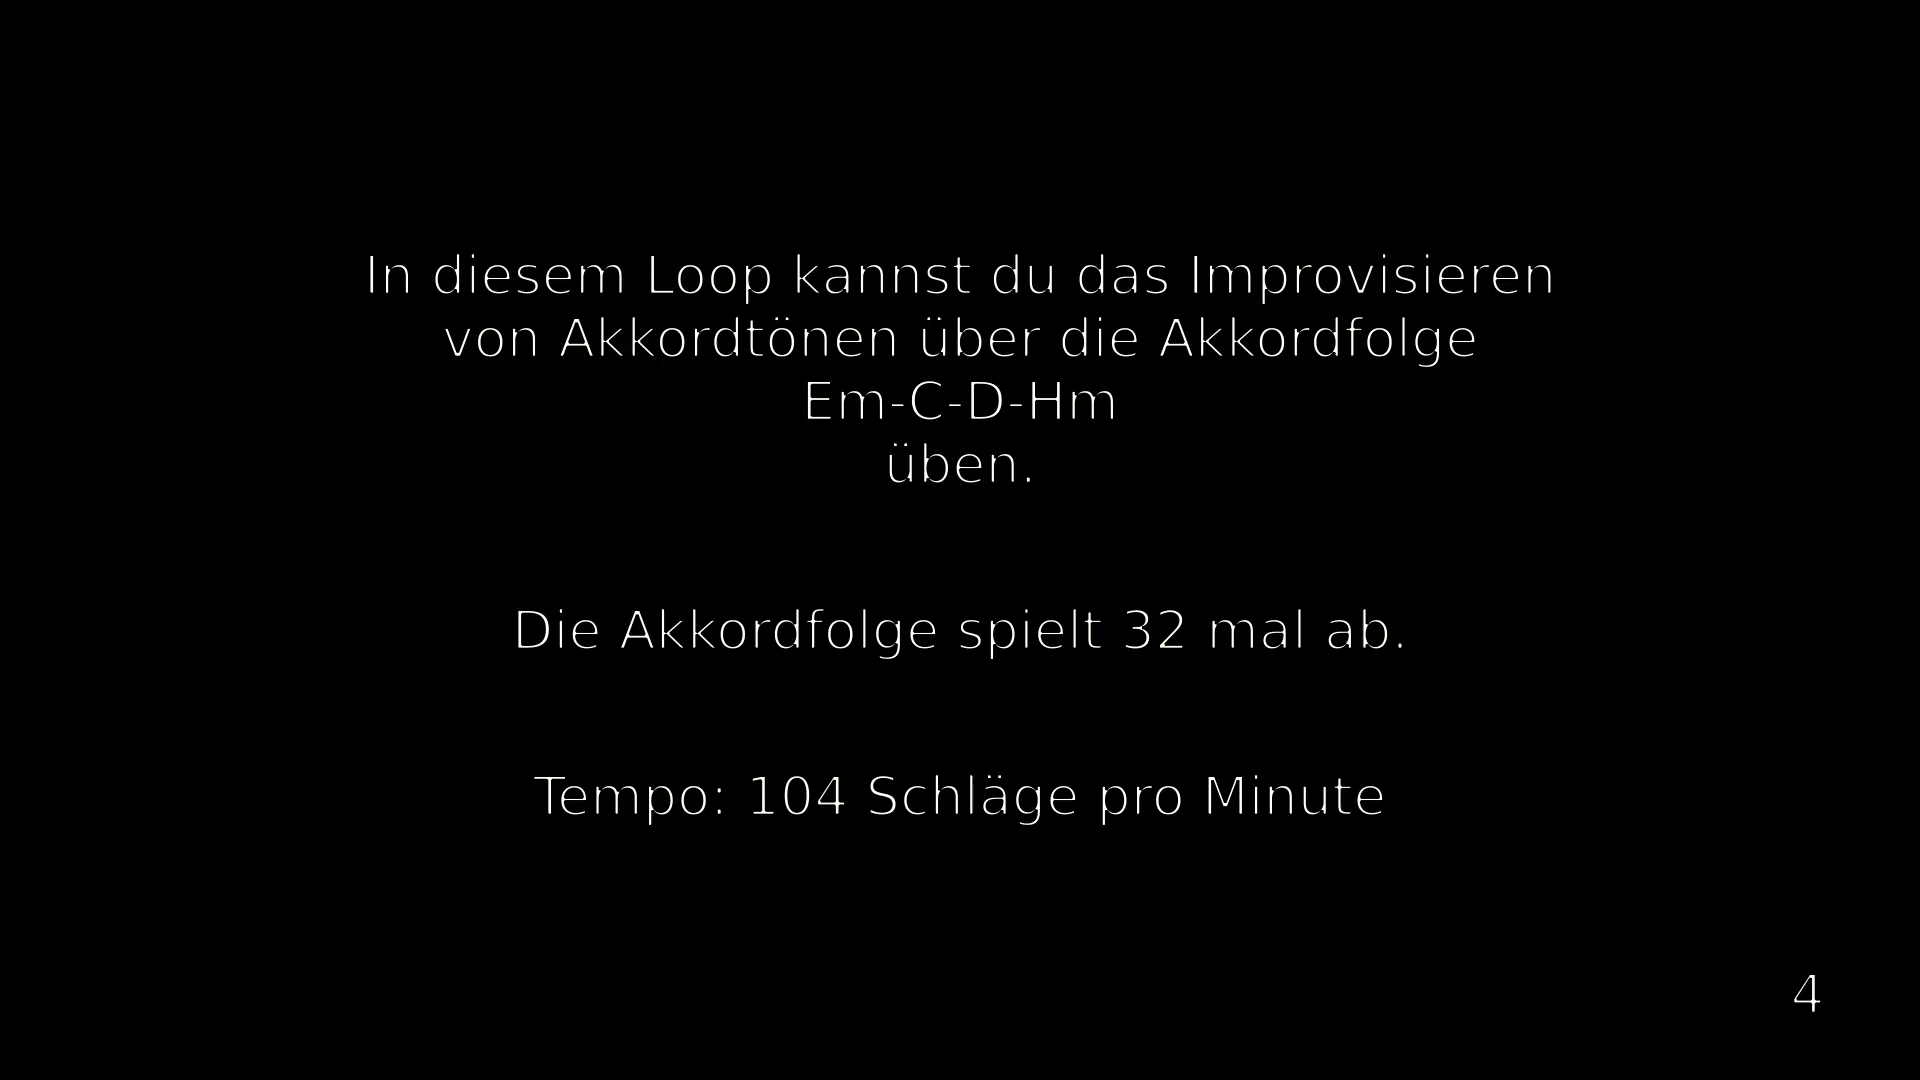 In diesem Loop kannst du das Improvisieren
von Akkordtönen über die Akkordfolge
Em-C-D-Hm
üben.
Die Akkordfolge spielt 32 mal ab.
Tempo: 104 Schläge pro Minute
4